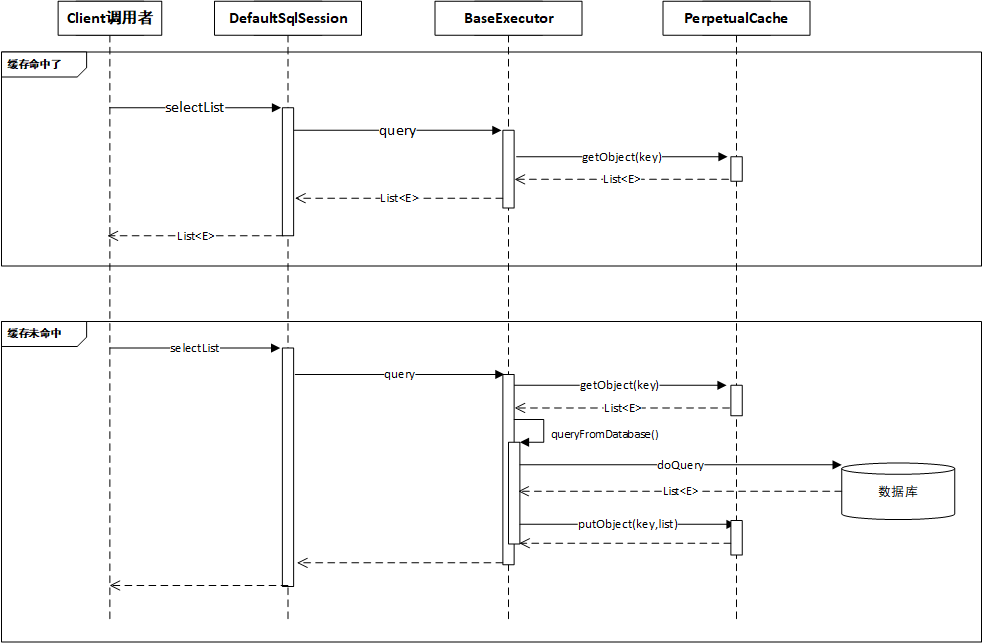 Client调用者
DefaultSqlSession
BaseExecutor
PerpetualCache
缓存命中了
selectList
query
getObject(key)
List<E>
List<E>
List<E>
缓存未命中
selectList
query
getObject(key)
List<E>
queryFromDatabase()
doQuery
数据库
List<E>
putObject(key,list)